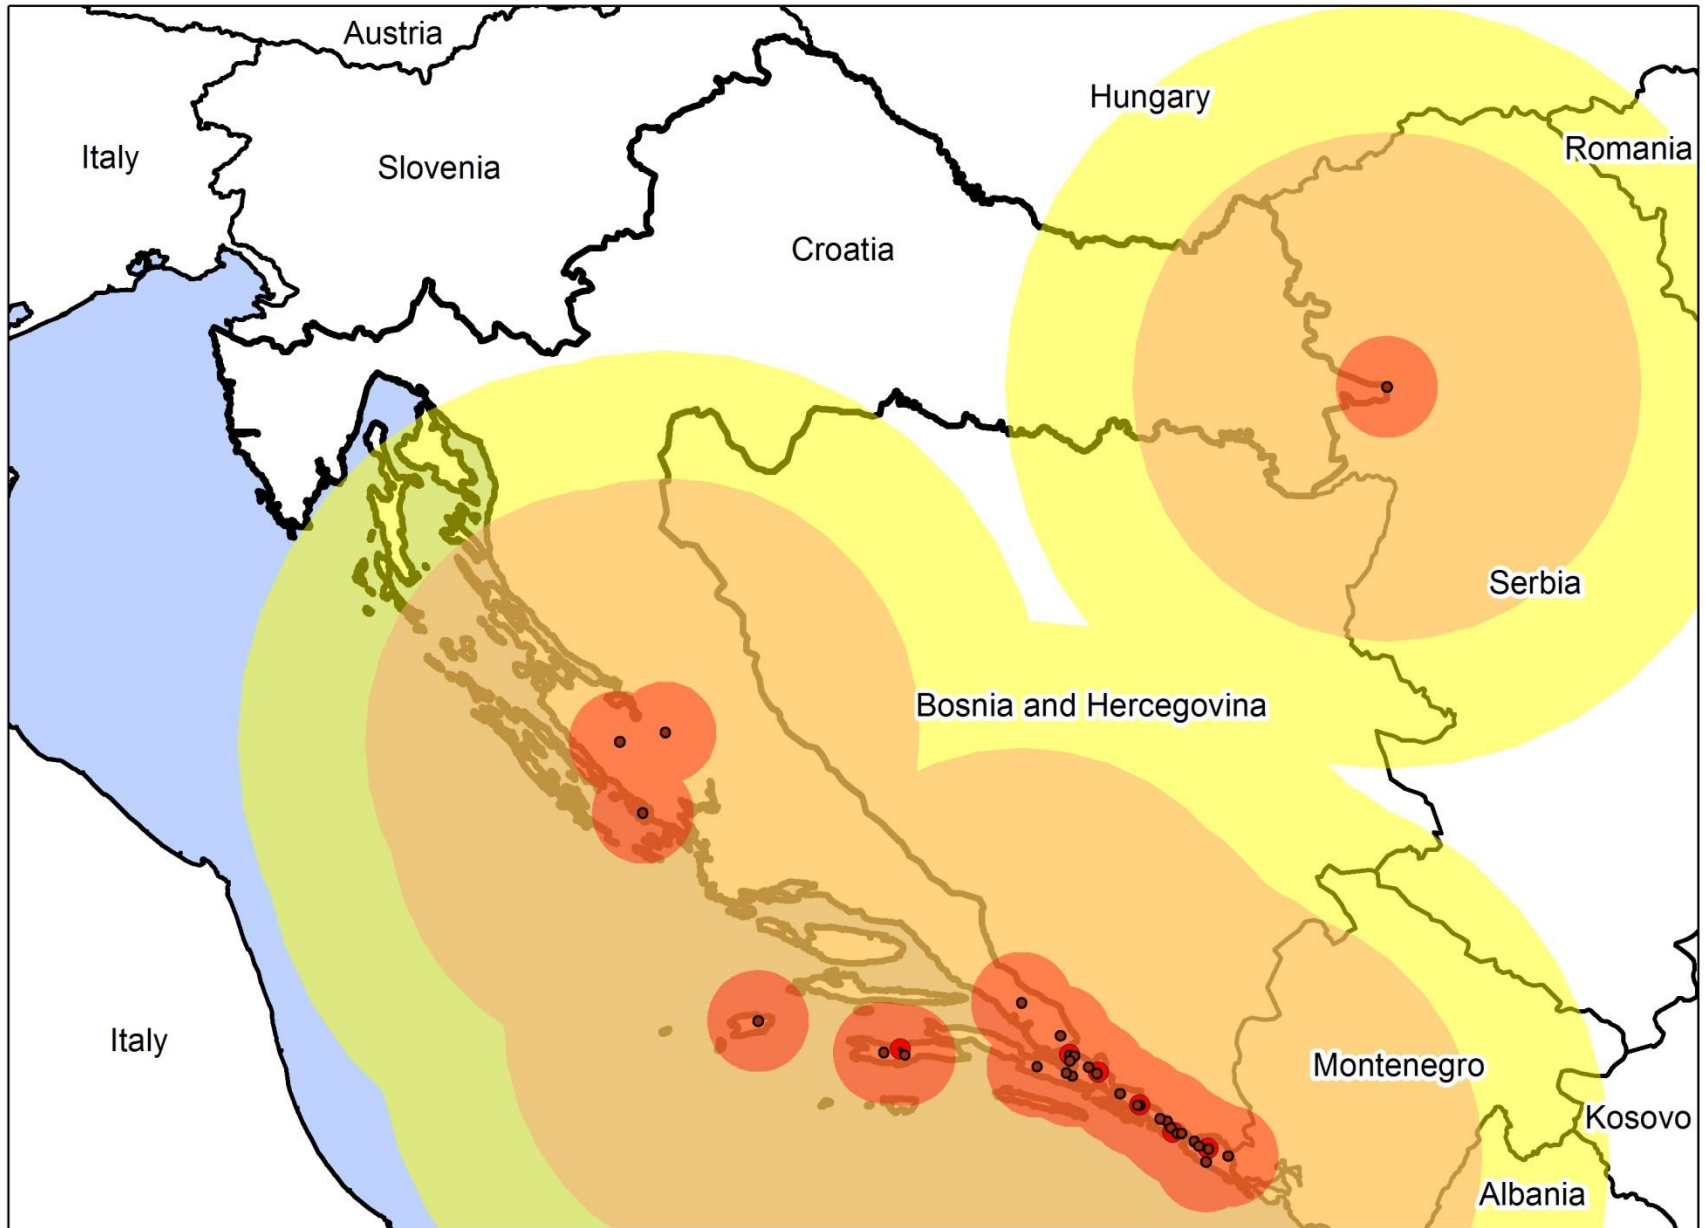 Austria
Hungary
Romania
Italy
Slovenia
Croatia
Serbia
Bosnia and Hercegovina
Italy
Montenegro
Kosovo
Albania